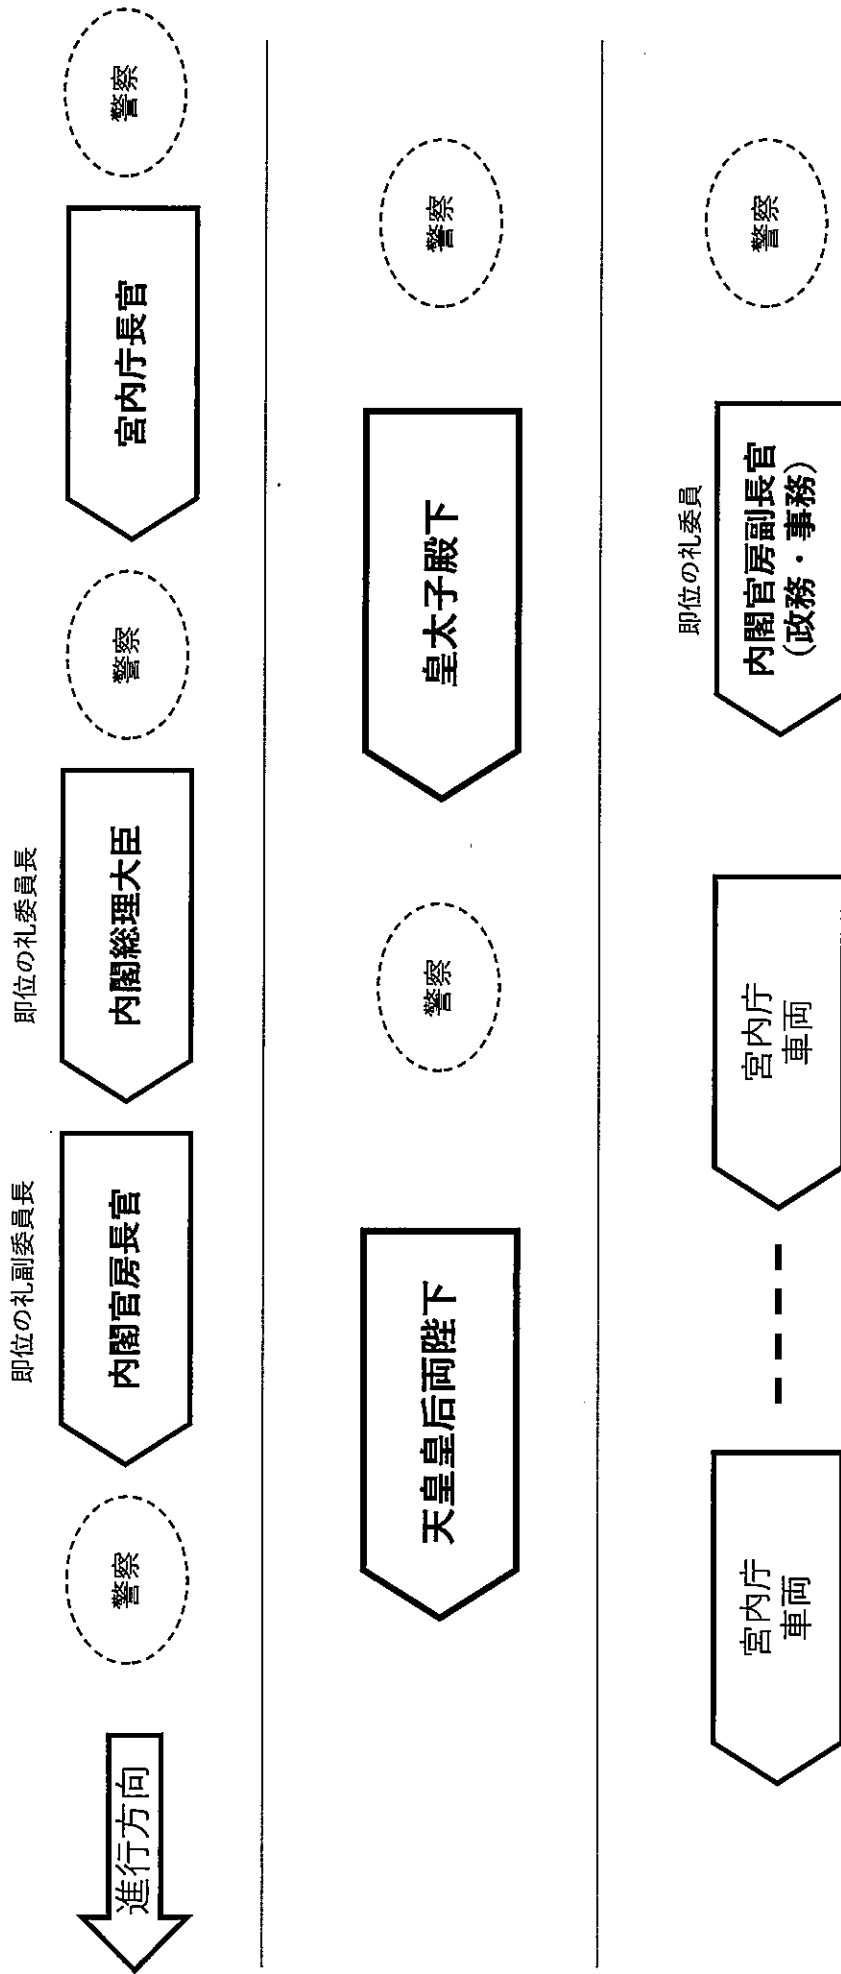 進行方向
警察
即位の礼副委員長
内閣官房長官
即位の礼委員長
内閣総理大臣
警察
宮内庁長官
警察
天皇皇后両陛下
警察
皇太子殿下
警察
宮内庁
車両
宮内庁
車両
即位の礼委員
内閣官房副長官
(政務・事務)
警察